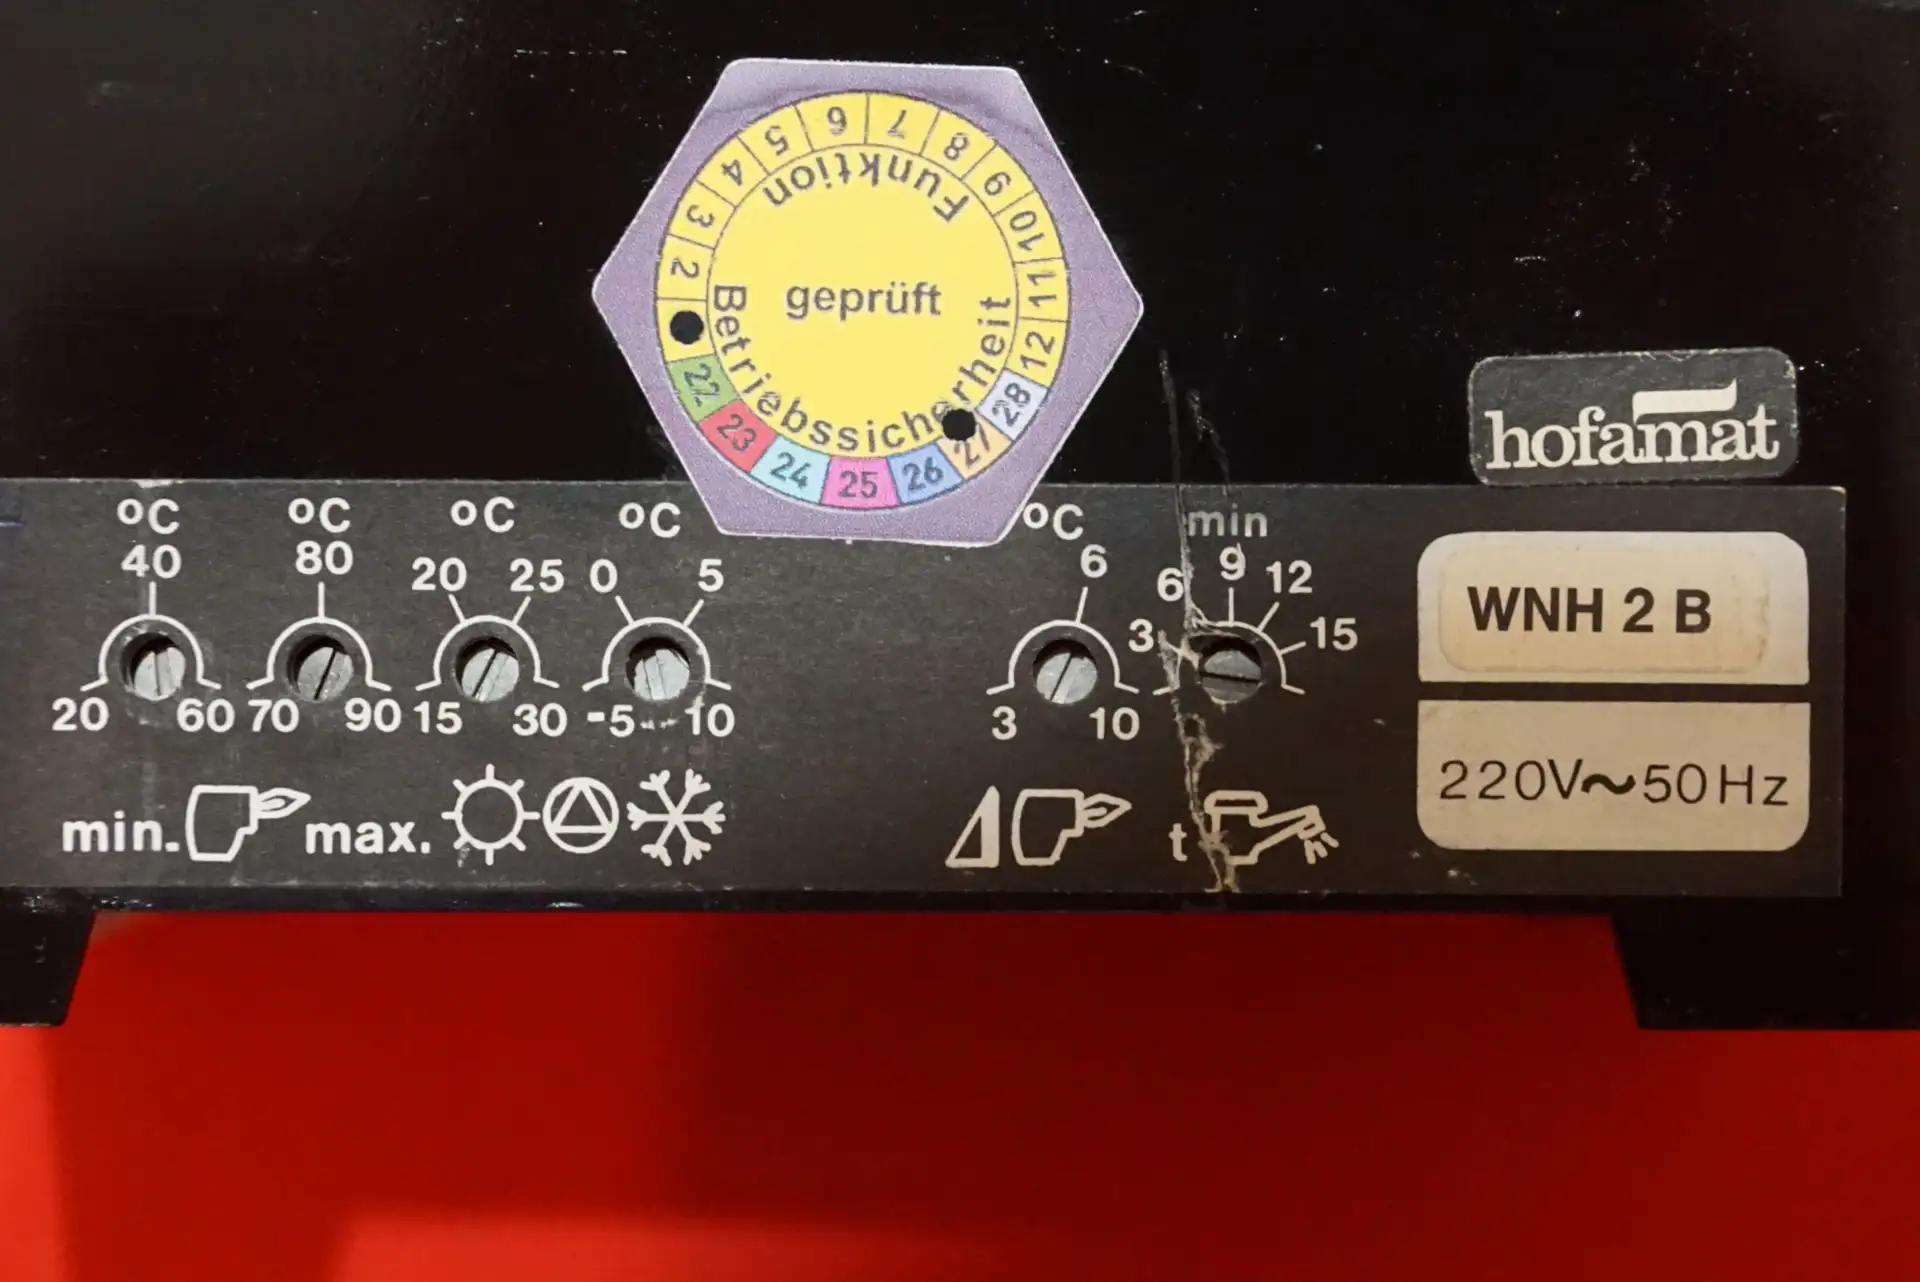 2 3 4 5 6 7 8 9 10 11 12
Funktion
geprüft
Betriebssicherheit
22 23 24 25 26 27 28
hofamat
°C °C °C °C °C min
40 80 20 25 0 5 6 3 6 9 12 15
20 60 70 90 15 30 -5 10 3 10
min. max. t
WNH 2 B
220V~50Hz